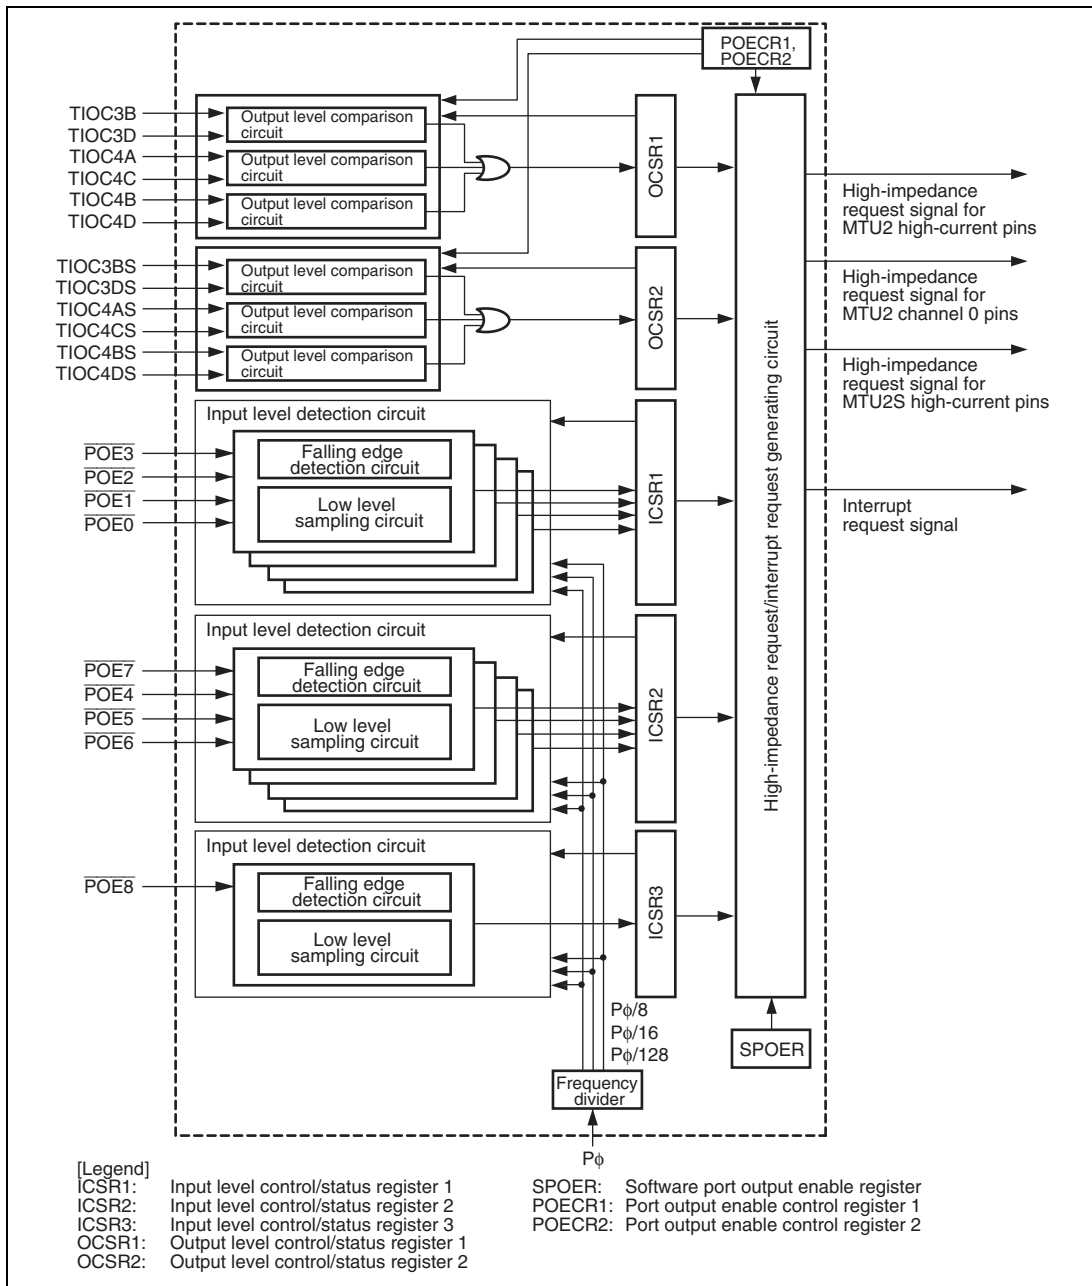 POECR1,
POECR2
TIOC3B
TIOC3D
TIOC4A
TIOC4C
TIOC4B
TIOC4D
Output level comparison
circuit
Output level comparison
circuit
Output level comparison
circuit
OCSR1
TIOC3BS
TIOC3DS
TIOC4AS
TIOC4CS
TIOC4BS
TIOC4DS
Output level comparison
circuit
Output level comparison
circuit
Output level comparison
circuit
OCSR2
Input level detection circuit
POE3
POE2
POE1
POE0
Falling edge
detection circuit
Low level
sampling circuit
ICSR1
Input level detection circuit
POE7
POE4
POE5
POE6
Falling edge
detection circuit
Low level
sampling circuit
ICSR2
Input level detection circuit
POE8
Falling edge
detection circuit
Low level
sampling circuit
ICSR3
High-impedance request/interrupt request generating circuit
High-impedance
request signal for
MTU2 high-current pins
High-impedance
request signal for
MTU2 channel 0 pins
High-impedance
request signal for
MTU2S high-current pins
Interrupt
request signal
Pφ/8
Pφ/16
Pφ/128
SPOER
Frequency
divider
Pφ
[Legend]
ICSR1: Input level control/status register 1
ICSR2: Input level control/status register 2
ICSR3: Input level control/status register 3
OCSR1: Output level control/status register 1
OCSR2: Output level control/status register 2
SPOER: Software port output enable register
POECR1: Port output enable control register 1
POECR2: Port output enable control register 2